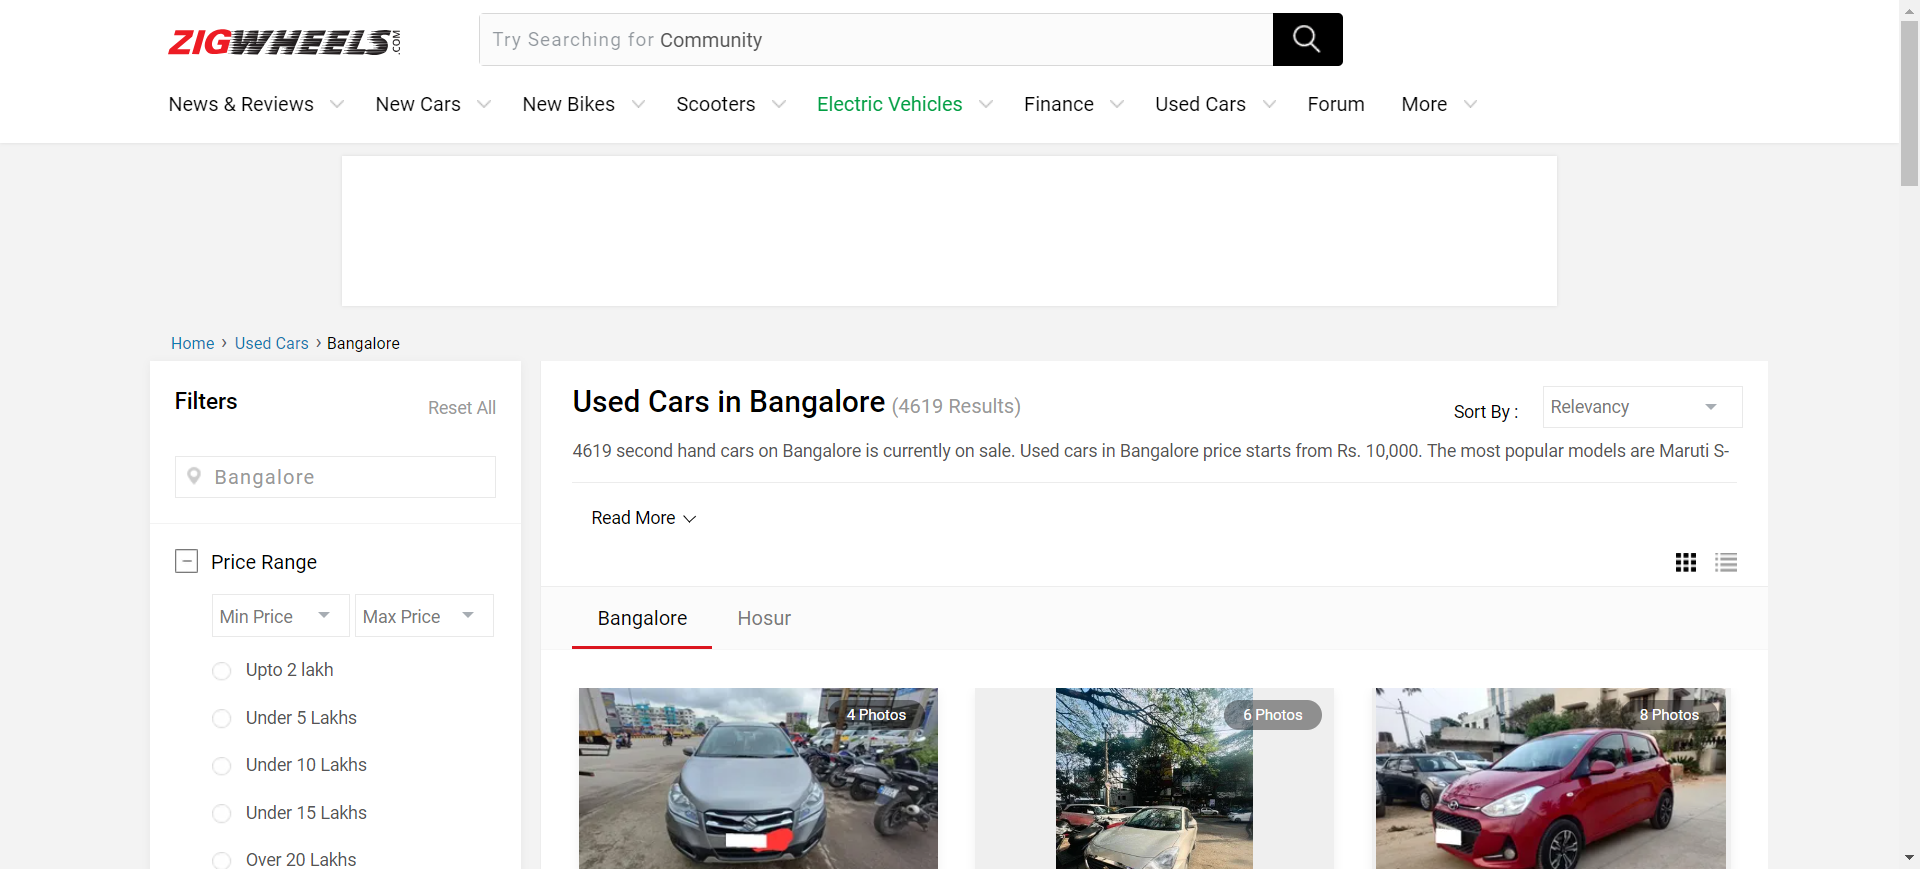 ZIGWHEELS.COM
Try Searching for Community
News & Reviews New Cars New Bikes Scooters Electric Vehicles Finance Used Cars Forum More
Home › Used Cars › Bangalore
Filters
Reset All
Bangalore
Price Range
Min Price Max Price
Upto 2 lakh
Under 5 Lakhs
Under 10 Lakhs
Under 15 Lakhs
Over 20 Lakhs
Used Cars in Bangalore (4619 Results)
Sort By : Relevancy
4619 second hand cars on Bangalore is currently on sale. Used cars in Bangalore price starts from Rs. 10,000. The most popular models are Maruti S-
Read More
Bangalore Hosur
4 Photos
6 Photos
8 Photos